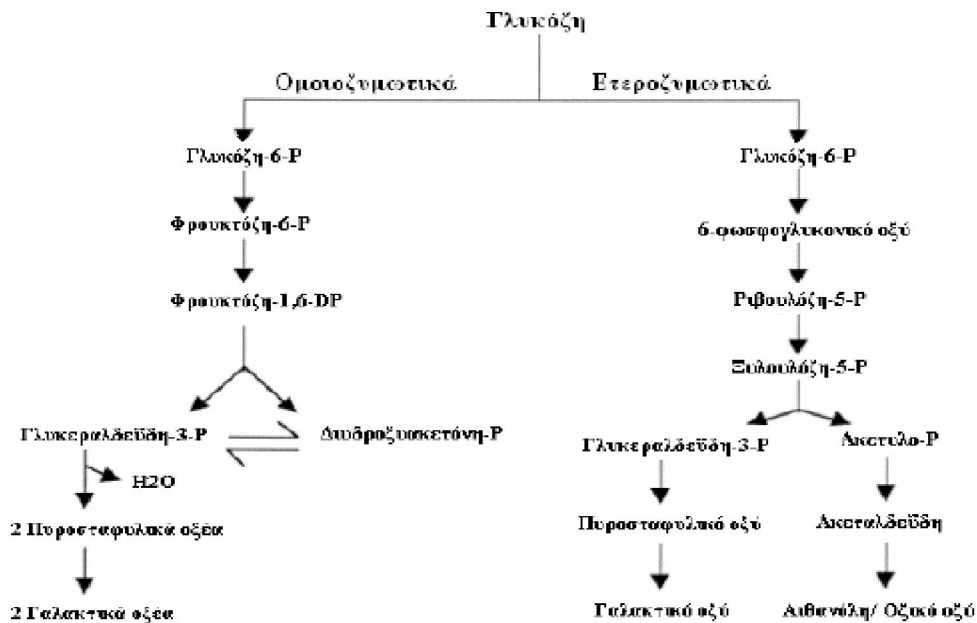 Γλυκόζη
Ομοιοζυμωτικά Ετεροζυμωτικά
Γλυκόζη-6-P Γλυκόζη-6-P
Φρουκτόζη-6-P 6-φωσφογλυκονικό οξύ
Φρουκτόζη-1,6-DP Ριβουλόζη-5-P
Ξυλουλόζη-5-P
Γλυκεραλδεΰδη-3-P Διυδροξυακετόνη-P Γλυκεραλδεΰδη-3-P Ακετυλο-P
H2O
2 Πυροσταφυλικά οξέα Πυροσταφυλικό οξύ Ακεταλδεΰδη
2 Γαλακτικά οξέα Γαλακτικό οξύ Αιθανόλη/ Οξικό οξύ